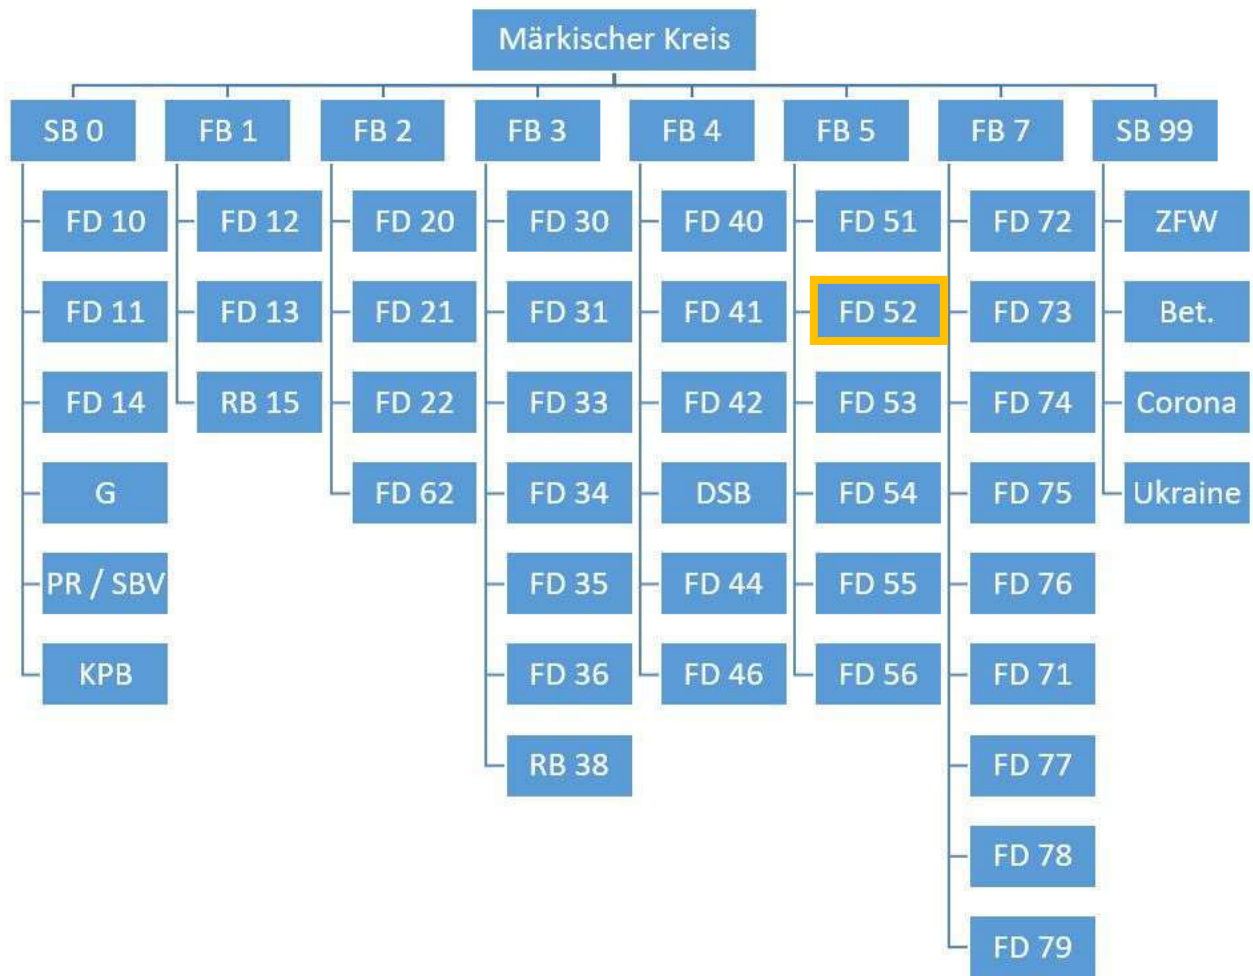 Märkischer Kreis
SB 0
FB 1
FB 2
FB 3
FB 4
FB 5
FB 7
SB 99
FD 10
FD 12
FD 20
FD 30
FD 40
FD 51
FD 72
ZFW
FD 11
FD 13
FD 21
FD 31
FD 41
FD 52
FD 73
Bet.
FD 14
RB 15
FD 22
FD 33
FD 42
FD 53
FD 74
Corona
G
FD 62
FD 34
DSB
FD 54
FD 75
Ukraine
PR / SBV
FD 35
FD 44
FD 55
FD 76
KPB
FD 36
FD 46
FD 56
FD 71
RB 38
FD 77
FD 78
FD 79